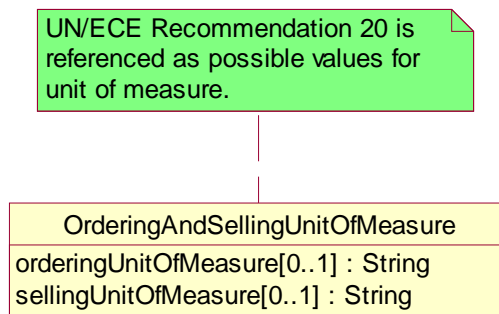 UN/ECE Recommendation 20 is
referenced as possible values for
unit of measure.
OrderingAndSellingUnitOfMeasure
orderingUnitOfMeasure[0..1] : String
sellingUnitOfMeasure[0..1] : String